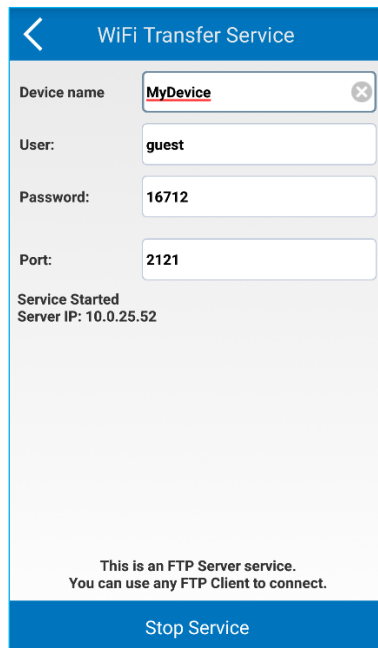 WiFi Transfer Service
Device name MyDevice
User: guest
Password: 16712
Port: 2121
Service Started
Server IP: 10.0.25.52
This is an FTP Server service.
You can use any FTP Client to connect.
Stop Service